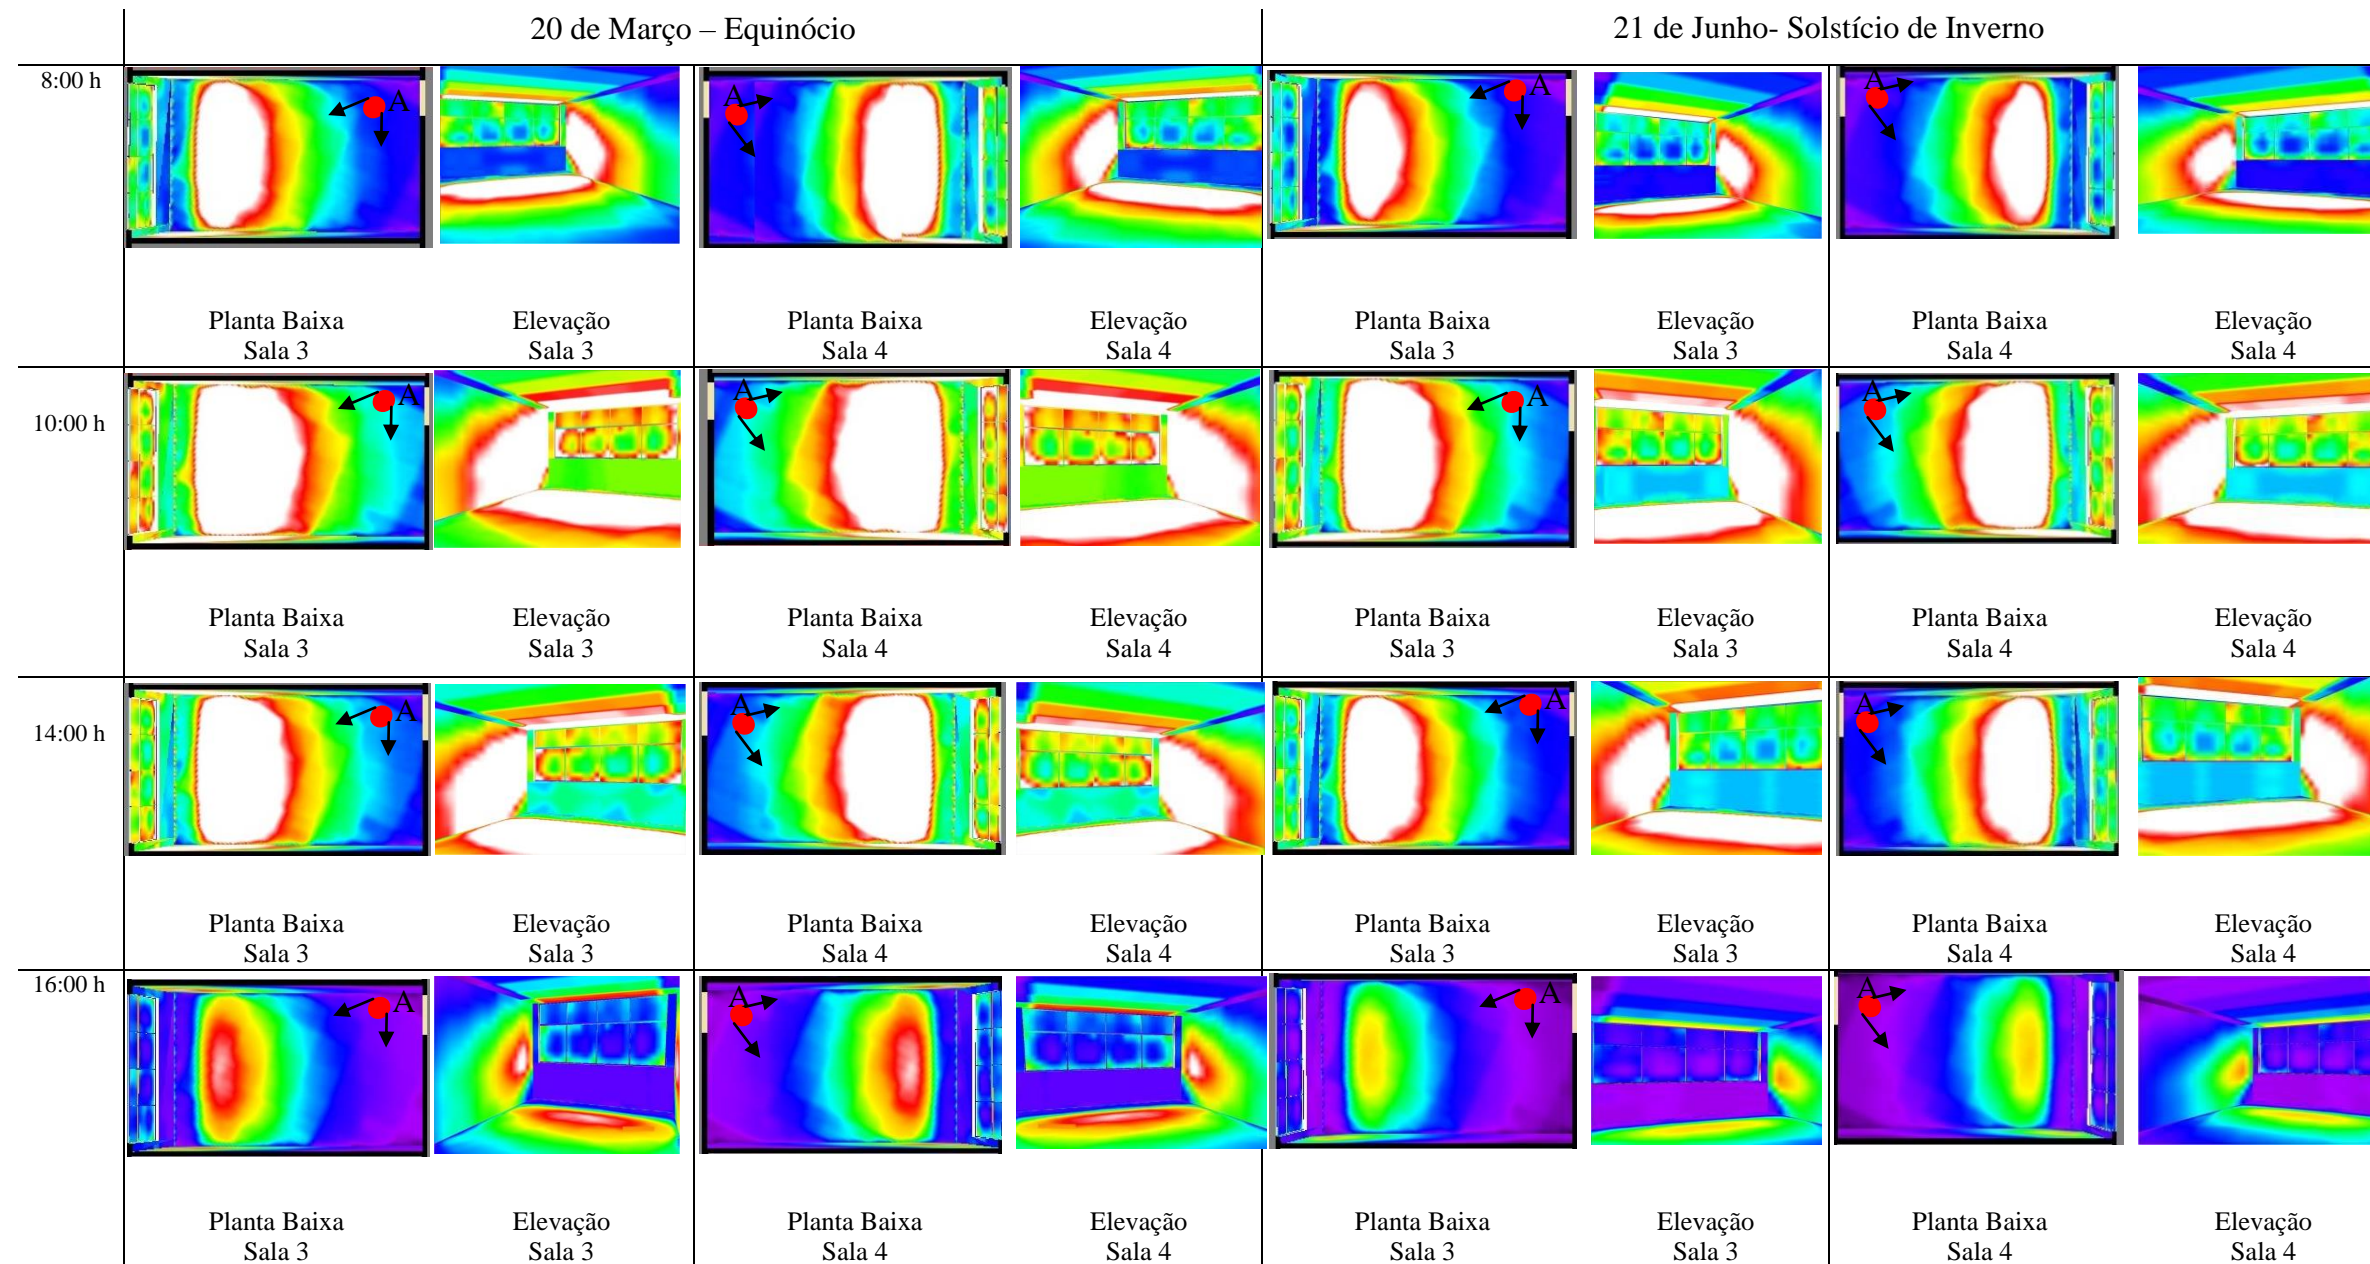 20 de Março – Equinócio
21 de Junho- Solstício de Inverno
8:00 h
A
A
A
A
Planta Baixa
Sala 3
Elevação
Sala 3
Planta Baixa
Sala 4
Elevação
Sala 4
Planta Baixa
Sala 3
Elevação
Sala 3
Planta Baixa
Sala 4
Elevação
Sala 4
10:00 h
A
A
A
A
Planta Baixa
Sala 3
Elevação
Sala 3
Planta Baixa
Sala 4
Elevação
Sala 4
Planta Baixa
Sala 3
Elevação
Sala 3
Planta Baixa
Sala 4
Elevação
Sala 4
14:00 h
A
A
A
A
Planta Baixa
Sala 3
Elevação
Sala 3
Planta Baixa
Sala 4
Elevação
Sala 4
Planta Baixa
Sala 3
Elevação
Sala 3
Planta Baixa
Sala 4
Elevação
Sala 4
16:00 h
A
A
A
A
Planta Baixa
Sala 3
Elevação
Sala 3
Planta Baixa
Sala 4
Elevação
Sala 4
Planta Baixa
Sala 3
Elevação
Sala 3
Planta Baixa
Sala 4
Elevação
Sala 4